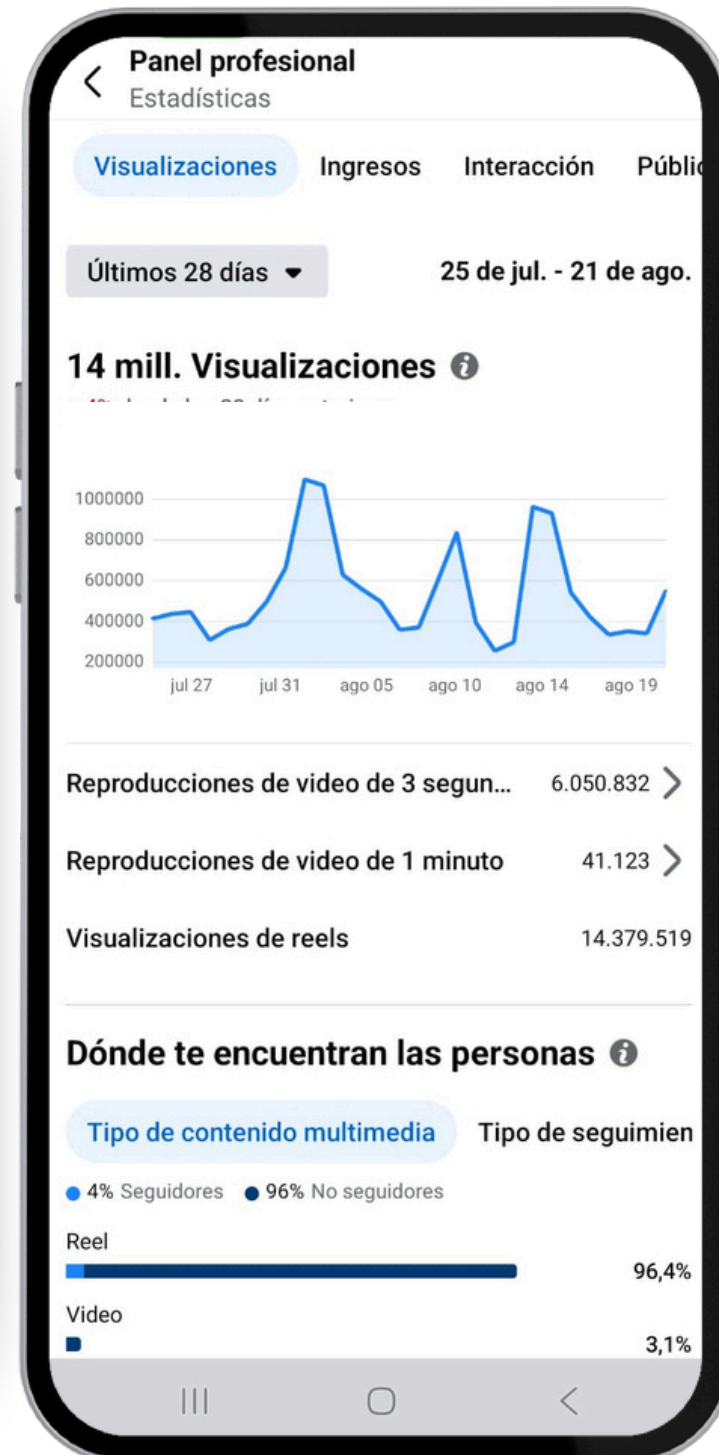 Panel profesional
Estadísticas
Visualizaciones Ingresos Interacción Públic
Últimos 28 días 25 de jul. - 21 de ago.
14 mill. Visualizaciones
1000000
800000
600000
400000
200000
jul 27 jul 31 ago 05 ago 10 ago 14 ago 19
Reproducciones de video de 3 segun... 6.050.832
Reproducciones de video de 1 minuto 41.123
Visualizaciones de reels 14.379.519
Dónde te encuentran las personas
Tipo de contenido multimedia Tipo de seguimien
4% Seguidores 96% No seguidores
Reel
96,4%
Video
3,1%